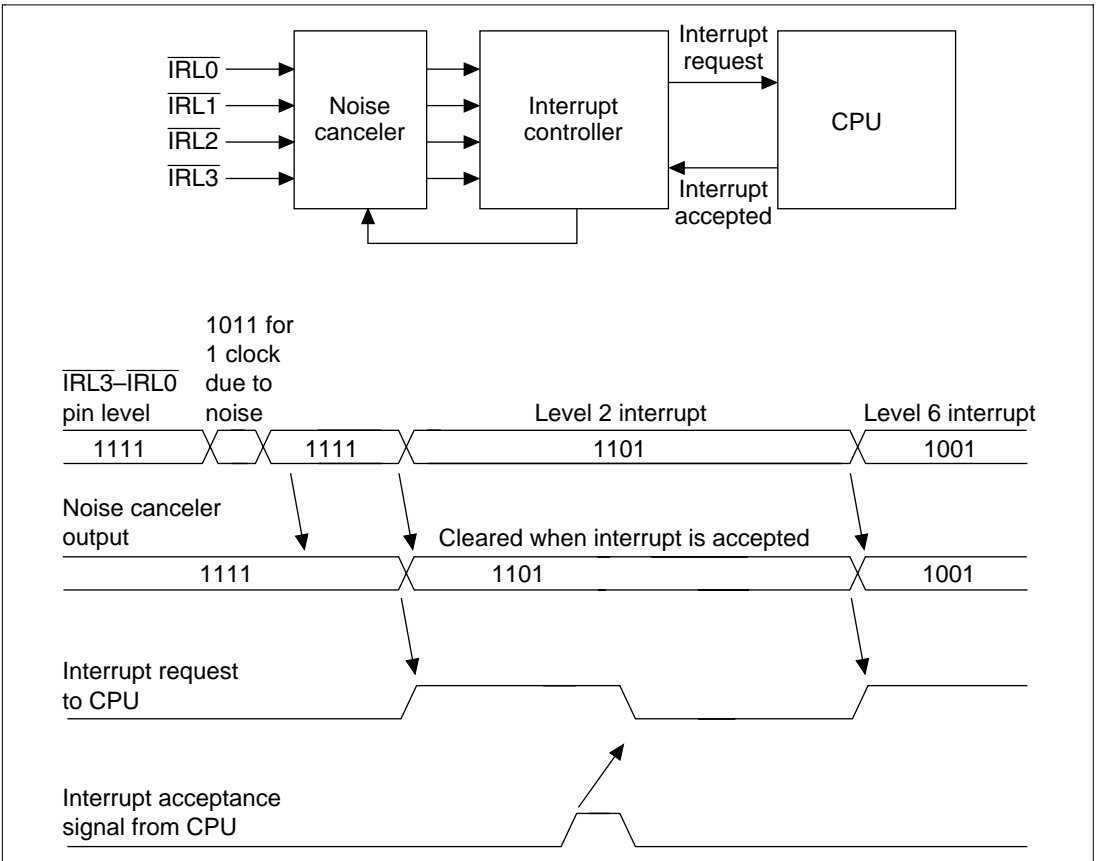 IRL0
IRL1
IRL2
IRL3
Noise
canceler
Interrupt
controller
Interrupt
request
Interrupt
accepted
CPU
1011 for
1 clock
due to
noise
IRL3–IRL0
pin level
Level 2 interrupt
Level 6 interrupt
1111
1111
1101
1001
Noise canceler
output
Cleared when interrupt is accepted
1111
1101
1001
Interrupt request
to CPU
Interrupt acceptance
signal from CPU